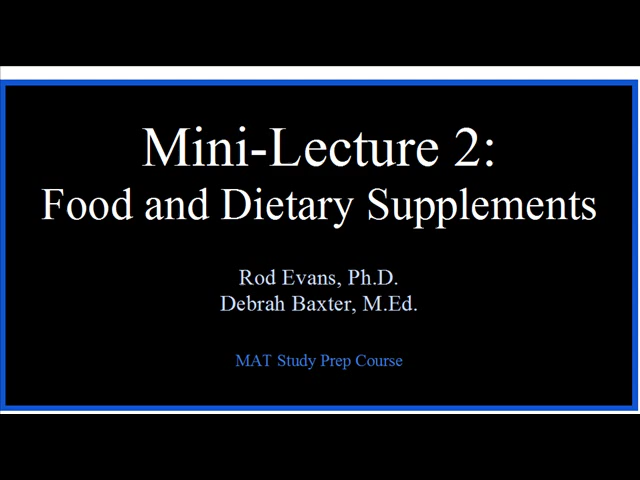 Mini-Lecture 2:
Food and Dietary Supplements
Rod Evans, Ph.D.
Debrah Baxter, M.Ed.
MAT Study Prep Course